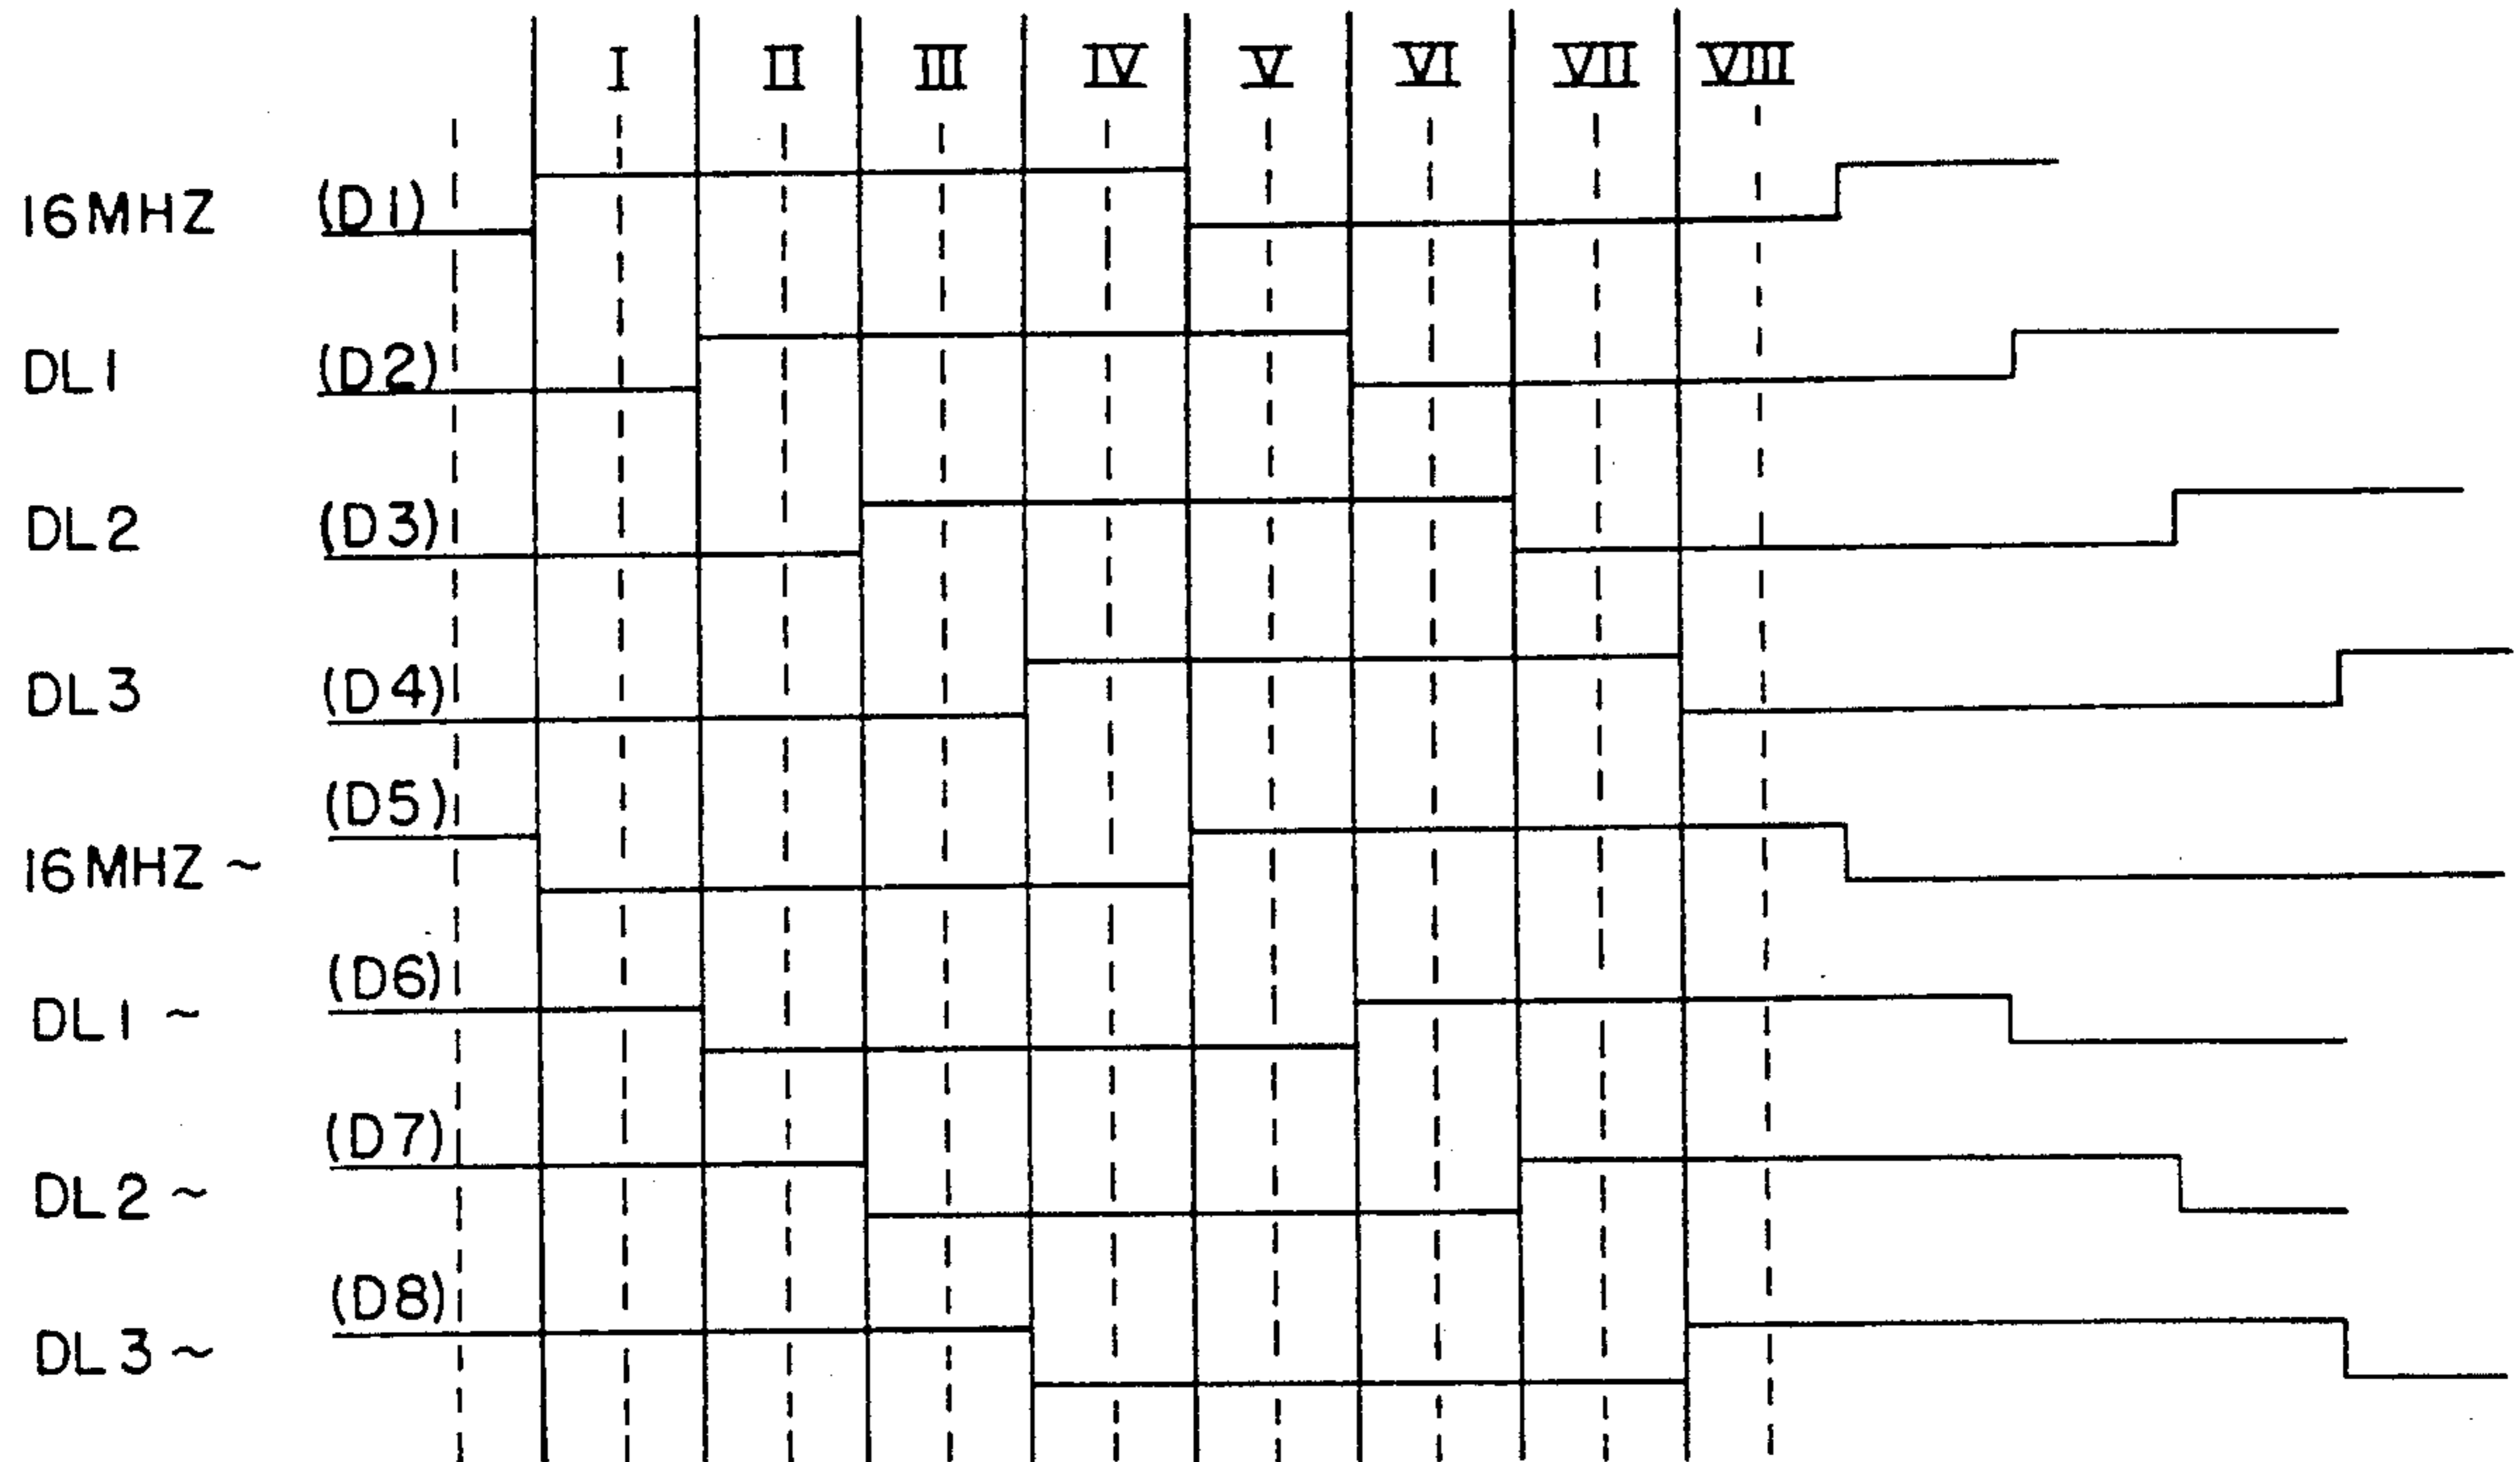 I II III IV V VI VII VIII
16MHZ (D1)
DL1 (D2)
DL2 (D3)
DL3 (D4)
(D5)
16MHZ ~
(D6)
DL1 ~
(D7)
DL2 ~
(D8)
DL3 ~